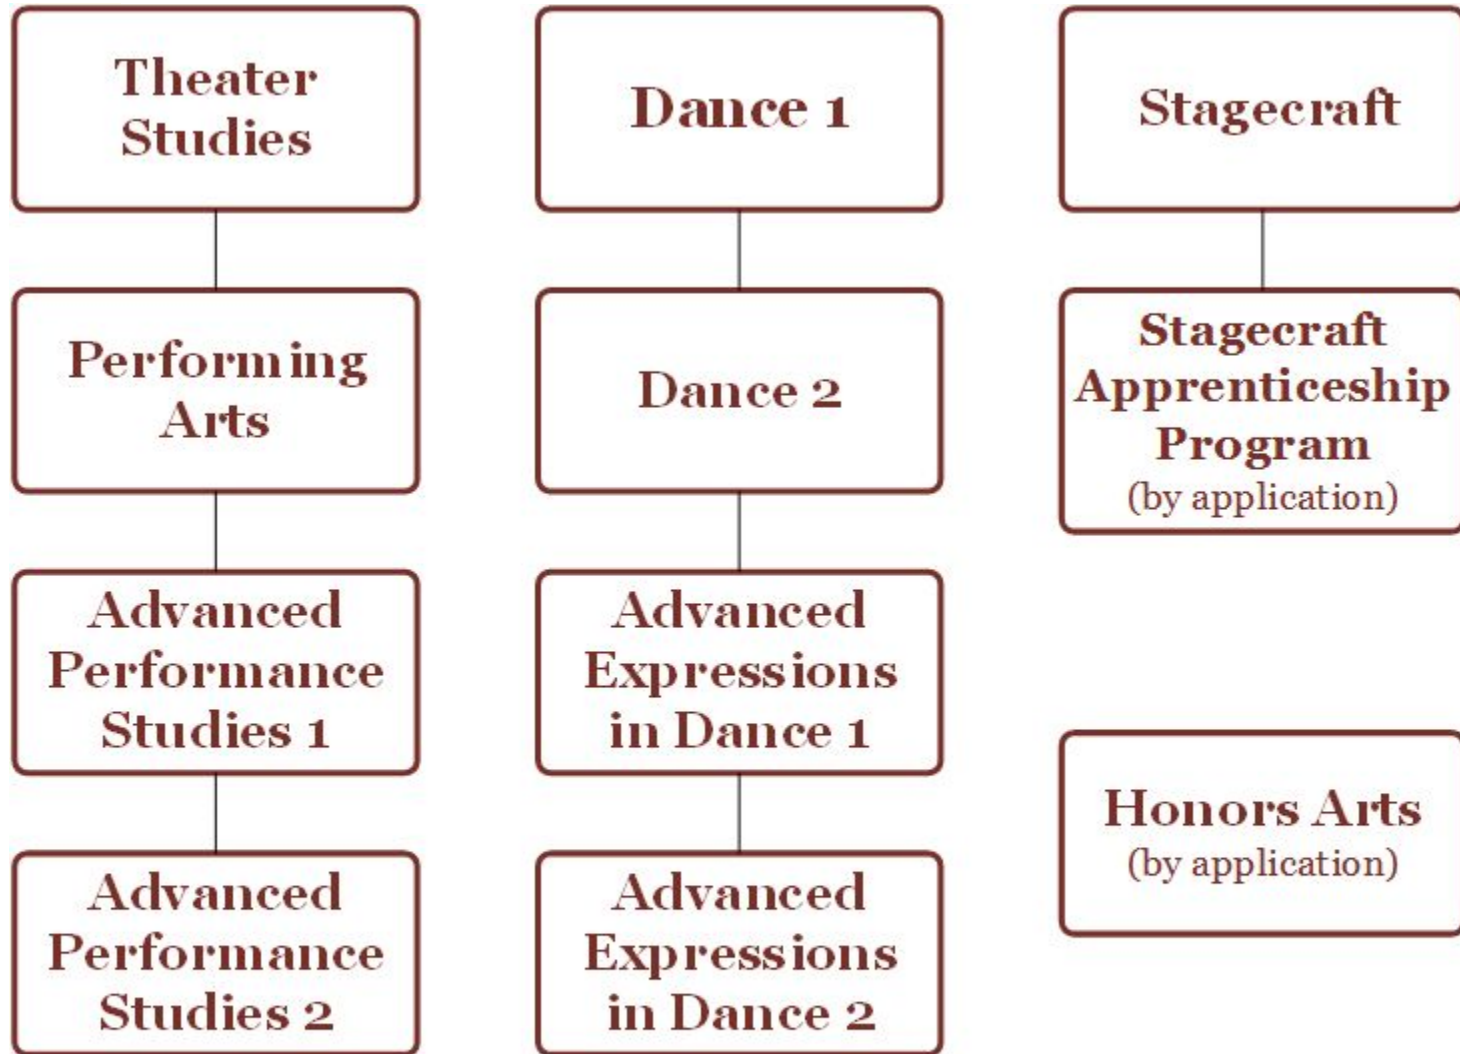 Theater
Studies
Performing
Arts
Advanced
Performance
Studies 1
Advanced
Performance
Studies 2
Dance 1
Dance 2
Advanced
Expressions
in Dance 1
Advanced
Expressions
in Dance 2
Stagecraft
Stagecraft
Apprenticeship
Program
(by application)
Honors Arts
(by application)